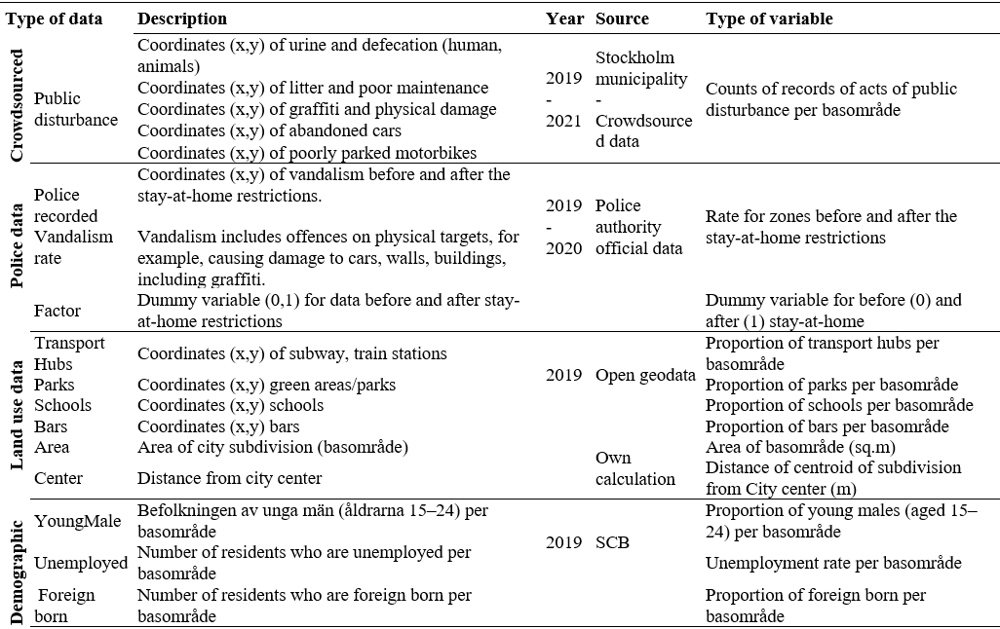 Type of data Description Year Source Type of variable
Crowdsourced
Public
disturbance
Coordinates (x,y) of urine and defecation (human,
animals)
Coordinates (x,y) of litter and poor maintenance
Coordinates (x,y) of graffiti and physical damage
Coordinates (x,y) of abandoned cars
Coordinates (x,y) of poorly parked motorbikes
2019
-
2021
Stockholm
municipality
-
Crowdsource
d data
Counts of records of acts of public
disturbance per basområde
Police data
Police
recorded
Vandalism
rate
Coordinates (x,y) of vandalism before and after the
stay-at-home restrictions.
Vandalism includes offences on physical targets, for
example, causing damage to cars, walls, buildings,
including graffiti.
2019
-
2020
Police
authority
official data
Rate for zones before and after the
stay-at-home restrictions
Factor
Dummy variable (0,1) for data before and after stay-
at-home restrictions
Dummy variable for before (0) and
after (1) stay-at-home
Land use data
Transport
Hubs
Coordinates (x,y) of subway, train stations
2019
Open geodata
Proportion of transport hubs per
basområde
Parks
Coordinates (x,y) green areas/parks
Proportion of parks per basområde
Schools
Coordinates (x,y) schools
Proportion of schools per basområde
Bars
Coordinates (x,y) bars
Proportion of bars per basområde
Area
Area of city subdivision (basområde)
Own
calculation
Area of basområde (sq.m)
Center
Distance from city center
Distance of centroid of subdivision
from City center (m)
Demographic
YoungMale
Befolkningen av unga män (åldrarna 15–24) per
basområde
2019
SCB
Proportion of young males (aged 15–
24) per basområde
Unemployed
Number of residents who are unemployed per
basområde
Unemployment rate per basområde
Foreign
born
Number of residents who are foreign born per
basområde
Proportion of foreign born per
basområde